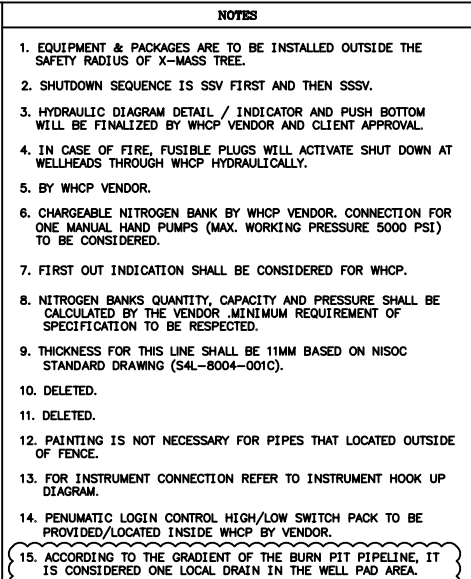 NOTES
1. EQUIPMENT & PACKAGES ARE TO BE INSTALLED OUTSIDE THE
SAFETY RADIUS OF X-MASS TREE.
2. SHUTDOWN SEQUENCE IS SSV FIRST AND THEN SSSV.
3. HYDRAULIC DIAGRAM DETAIL / INDICATOR AND PUSH BOTTOM
WILL BE FINALIZED BY WHCP VENDOR AND CLIENT APPROVAL.
4. IN CASE OF FIRE, FUSIBLE PLUGS WILL ACTIVATE SHUT DOWN AT
WELLHEADS THROUGH WHCP HYDRAULICALLY.
5. BY WHCP VENDOR.
6. CHARGEABLE NITROGEN BANK BY WHCP VENDOR. CONNECTION FOR
ONE MANUAL HAND PUMPS (MAX. WORKING PRESSURE 5000 PSI)
TO BE CONSIDERED.
7. FIRST OUT INDICATION SHALL BE CONSIDERED FOR WHCP.
8. NITROGEN BANKS QUANTITY, CAPACITY AND PRESSURE SHALL BE
CALCULATED BY THE VENDOR .MINIMUM REQUIREMENT OF
SPECIFICATION TO BE RESPECTED.
9. THICKNESS FOR THIS LINE SHALL BE 11MM BASED ON NISOC
STANDARD DRAWING (S4L-8004-001C).
10. DELETED.
11. DELETED.
12. PAINTING IS NOT NECESSARY FOR PIPES THAT LOCATED OUTSIDE
OF FENCE.
13. FOR INSTRUMENT CONNECTION REFER TO INSTRUMENT HOOK UP
DIAGRAM.
14. PENUMATIC LOGIN CONTROL HIGH/LOW SWITCH PACK TO BE
PROVIDED/LOCATED INSIDE WHCP BY VENDOR.
15. ACCORDING TO THE GRADIENT OF THE BURN PIT PIPELINE, IT
IS CONSIDERED ONE LOCAL DRAIN IN THE WELL PAD AREA.